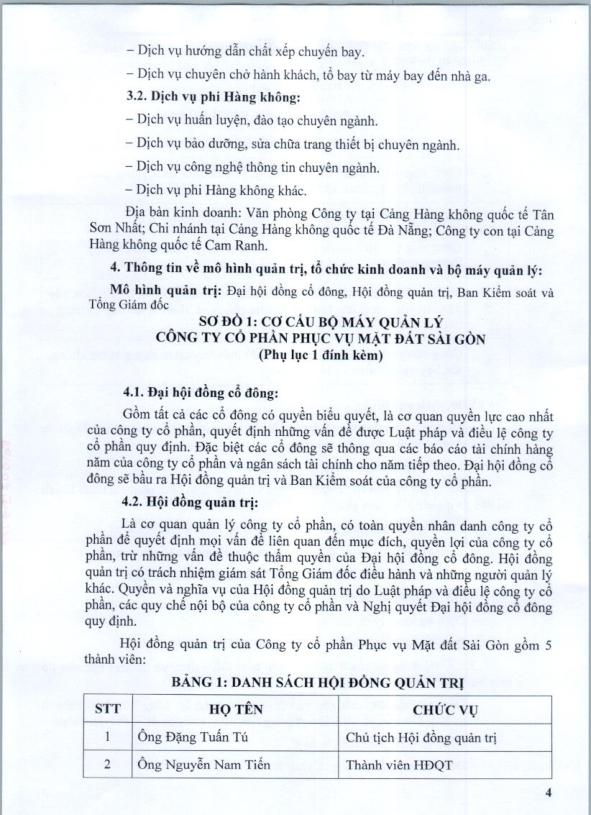 – Dịch vụ hướng dẫn chất xếp chuyến bay.
– Dịch vụ chuyên chở hành khách, tổ bay từ máy bay đến nhà ga.
3.2. Dịch vụ phi Hàng không:
– Dịch vụ huấn luyện, đào tạo chuyên ngành.
– Dịch vụ bảo dưỡng, sửa chữa trang thiết bị chuyên ngành.
– Dịch vụ công nghệ thông tin chuyên ngành.
– Dịch vụ phi Hàng không khác.
Địa bàn kinh doanh: Văn phòng Công ty tại Cảng Hàng không quốc tế Tân
Sơn Nhất; Chi nhánh tại Cảng Hàng không quốc tế Đà Nẵng; Công ty con tại Cảng
Hàng không quốc tế Cam Ranh.
4. Thông tin về mô hình quản trị, tổ chức kinh doanh và bộ máy quản lý:
Mô hình quản trị: Đại hội đồng cổ đông, Hội đồng quản trị, Ban Kiểm soát và
Tổng Giám đốc
SƠ ĐỒ 1: CƠ CẤU BỘ MÁY QUẢN LÝ
CÔNG TY CỔ PHẦN PHỤC VỤ MẶT ĐẤT SÀI GÒN
(Phụ lục 1 đính kèm)
4.1. Đại hội đồng cổ đông:
Gồm tất cả các cổ đông có quyền biểu quyết, là cơ quan quyền lực cao nhất
của công ty cổ phần, quyết định những vấn đề được Luật pháp và điều lệ công ty
cổ phần quy định. Đặc biệt các cổ đông sẽ thông qua các báo cáo tài chính hàng
năm của công ty cổ phần và ngân sách tài chính cho năm tiếp theo. Đại hội đồng cổ
đông sẽ bầu ra Hội đồng quản trị và Ban Kiểm soát của công ty cổ phần.
4.2. Hội đồng quản trị:
Là cơ quan quản lý công ty cổ phần, có toàn quyền nhân danh công ty cổ
phần để quyết định mọi vấn đề liên quan đến mục đích, quyền lợi của công ty cổ
phần, trừ những vấn đề thuộc thẩm quyền của Đại hội đồng cổ đông. Hội đồng
quản trị có trách nhiệm giám sát Tổng Giám đốc điều hành và những người quản lý
khác. Quyền và nghĩa vụ của Hội đồng quản trị do Luật pháp và điều lệ công ty cổ
phần, các quy chế nội bộ của công ty cổ phần và Nghị quyết Đại hội đồng cổ đông
quy định.
Hội đồng quản trị của Công ty cổ phần Phục vụ Mặt đất Sài Gòn gồm 5
thành viên:
BẢNG 1: DANH SÁCH HỘI ĐỒNG QUẢN TRỊ
STT HỌ TÊN CHỨC VỤ
1 Ông Đặng Tuấn Tú Chủ tịch Hội đồng quản trị
2 Ông Nguyễn Nam Tiến Thành viên HĐQT
4